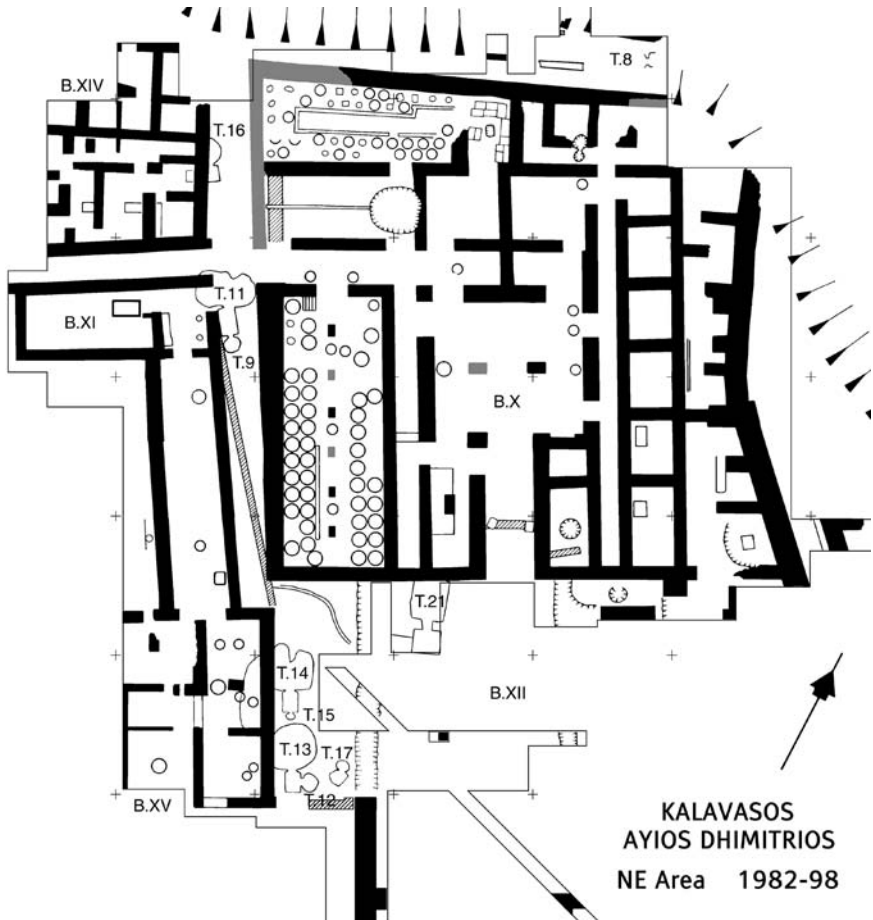 T.8
B.XIV
T.16
T.11
B.XI
T.9
B.X
T.21
T.14
B.XII
T.15
T.13
T.17
T.12
B.XV
KALAVASOS
AYIOS DHIMITRIOS
NE Area 1982-98